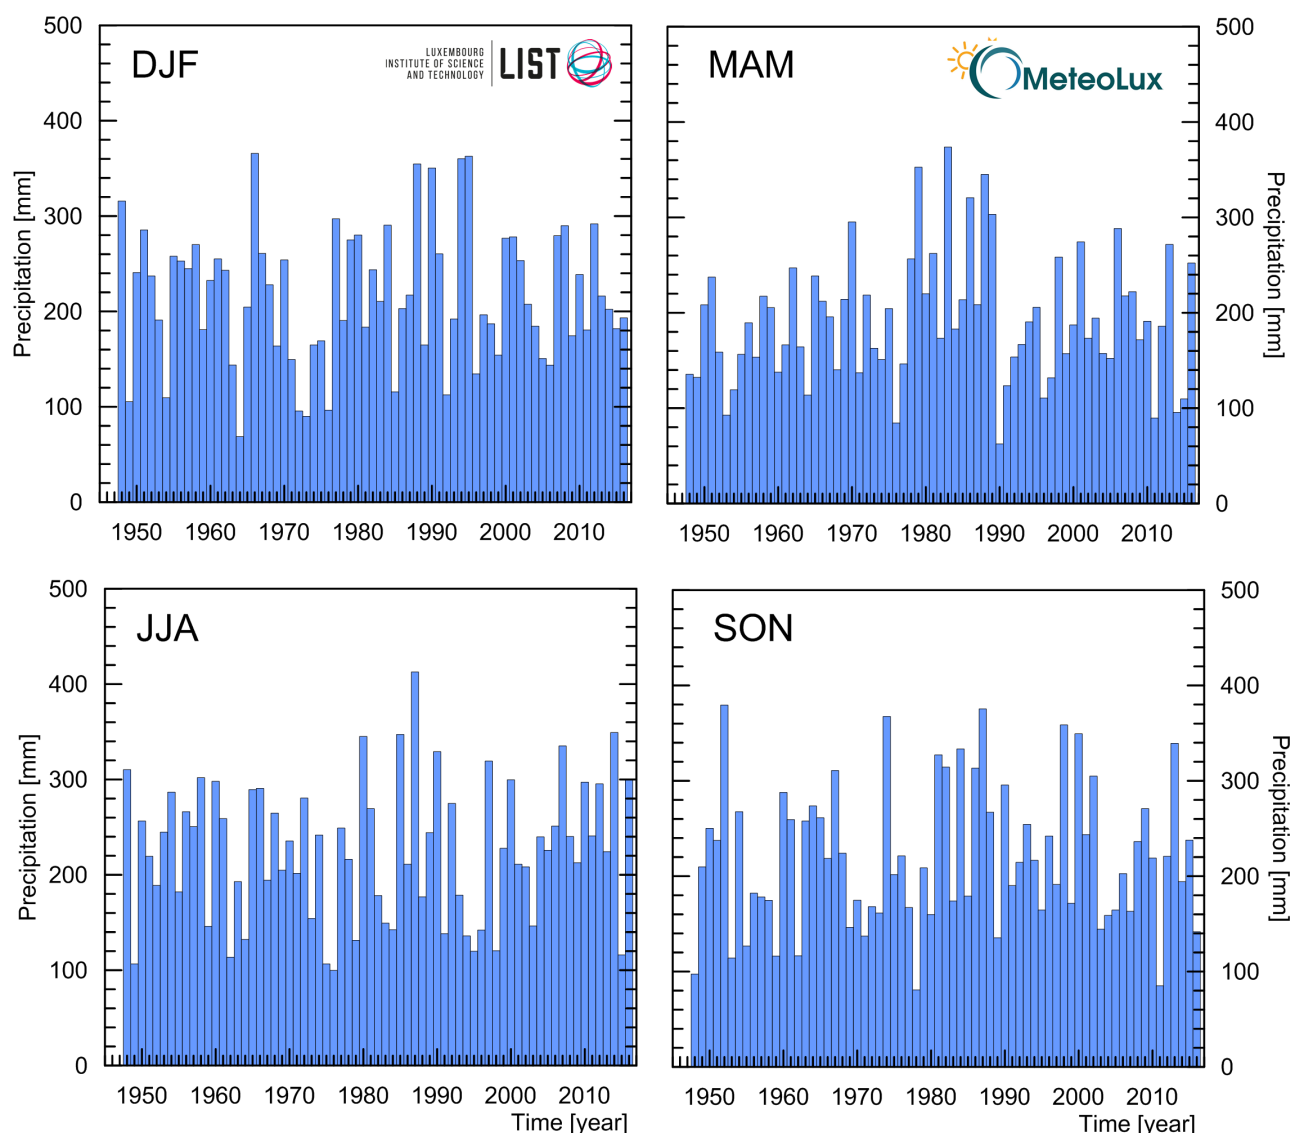 DJF
LUXEMBOURG
INSTITUTE OF SCIENCE
AND TECHNOLOGY
LIST
Precipitation [mm]
500
400
300
200
100
0
1950 1960 1970 1980 1990 2000 2010
MAM
MeteoLux
Precipitation [mm]
500
400
300
200
100
0
1950 1960 1970 1980 1990 2000 2010
JJA
Precipitation [mm]
500
400
300
200
100
0
1950 1960 1970 1980 1990 2000 2010
Time [year]
SON
Precipitation [mm]
500
400
300
200
100
0
1950 1960 1970 1980 1990 2000 2010
Time [year]